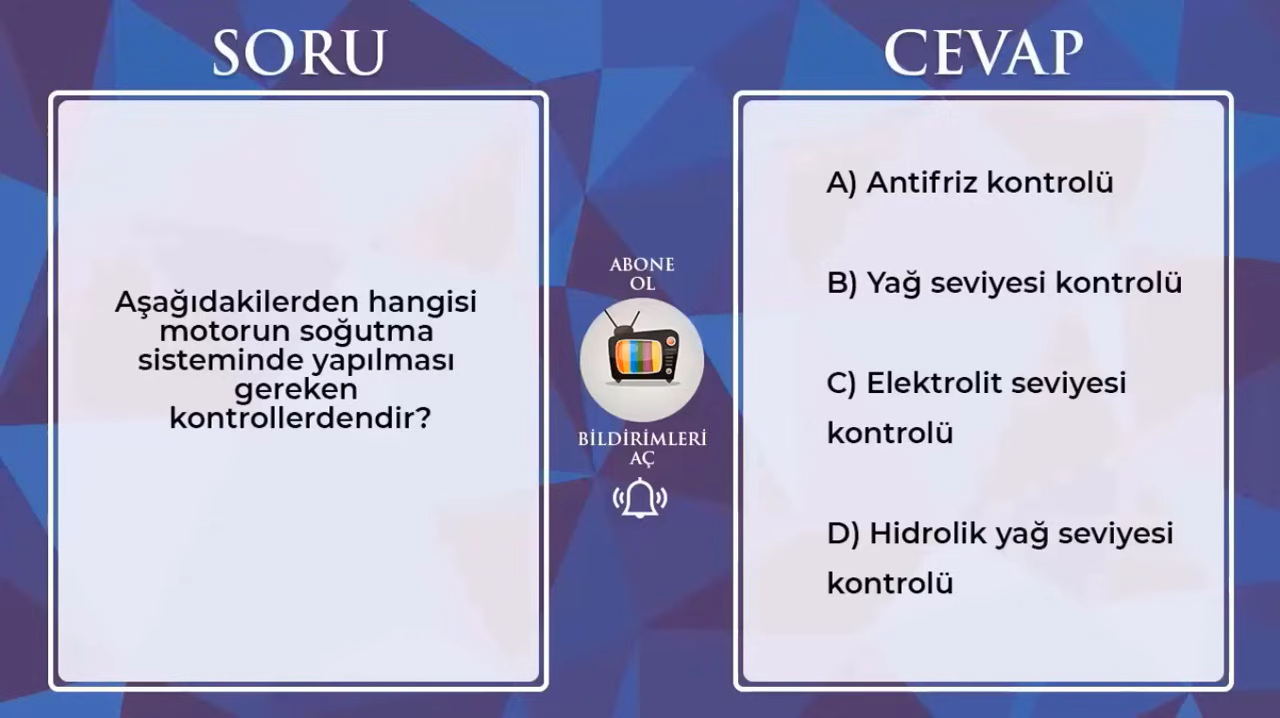 SORU
Aşağıdakilerden hangisi
motorun soğutma
sisteminde yapılması
gereken
kontrollerdendir?
ABONE
OL
BİLDİRİMLERİ
AÇ
CEVAP
A) Antifriz kontrolü
B) Yağ seviyesi kontrolü
C) Elektrolit seviyesi
kontrolü
D) Hidrolik yağ seviyesi
kontrolü